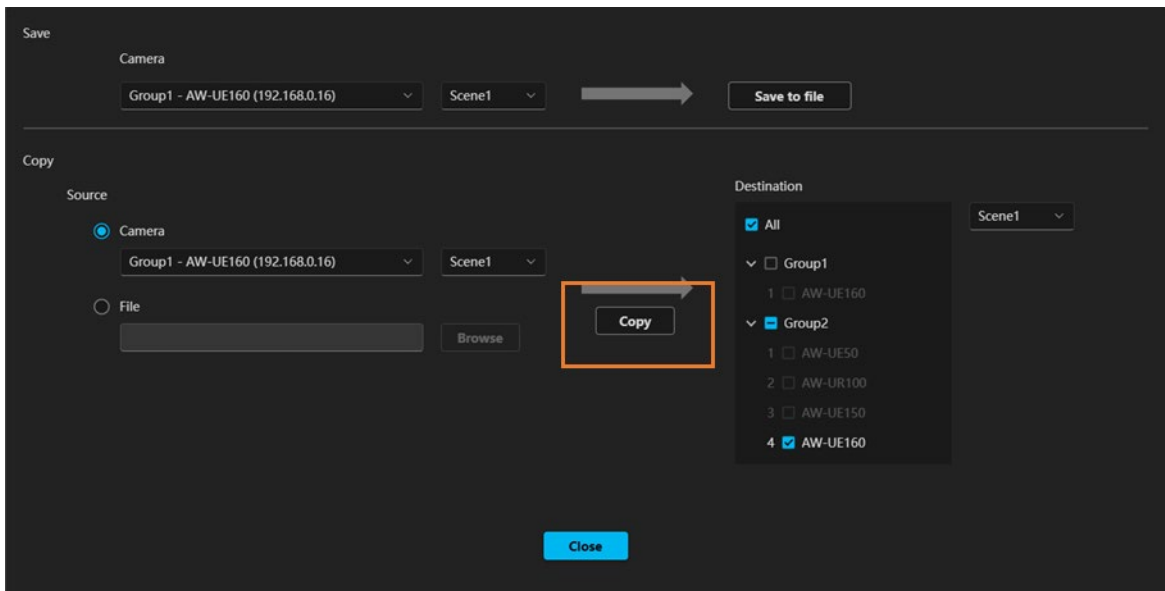 Save
Camera
Group1 - AW-UE160 (192.168.0.16)
Scene1
Save to file
Copy
Source
Camera
Group1 - AW-UE160 (192.168.0.16)
Scene1
File
Browse
Copy
Destination
All
Scene1
Group1
1 AW-UE160
Group2
1 AW-UE50
2 AW-UR100
3 AW-UE150
4 AW-UE160
Close